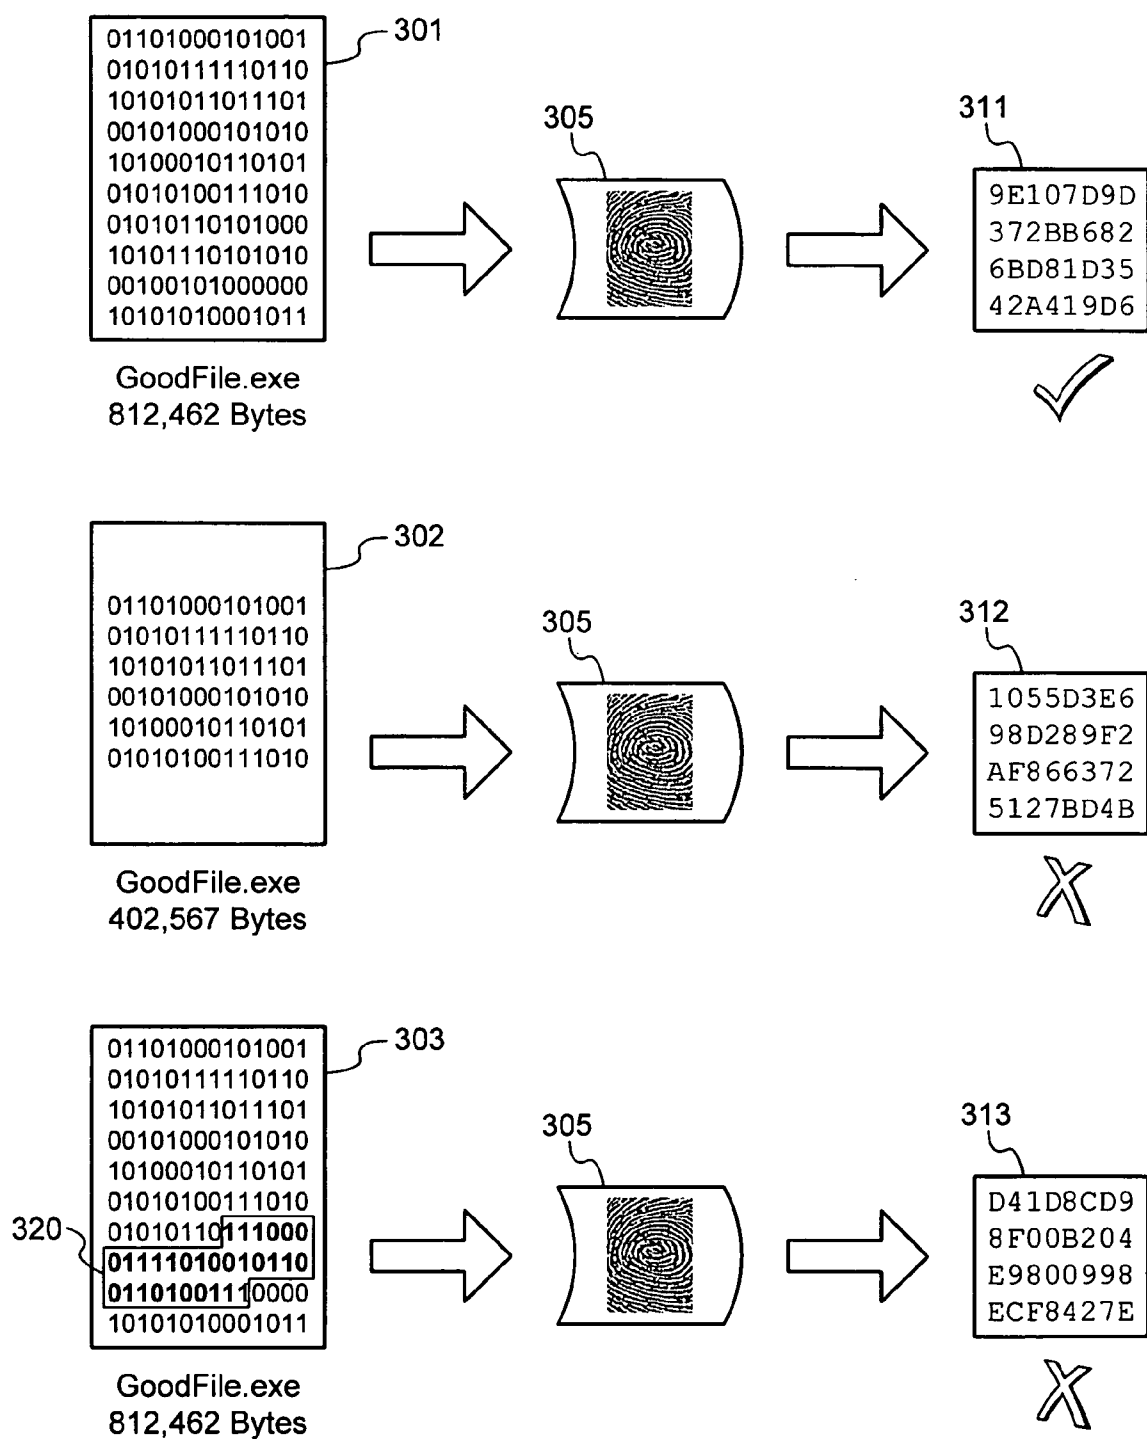 01101000101001
01010111110110
10101011011101
00101000101010
10100010110101
01010100111010
01010110101000
10101110101010
00100101000000
10101010001011
301
GoodFile.exe
812,462 Bytes
305
311
9E107D9D
372BB682
6BD81D35
42A419D6
302
01101000101001
01010111110110
10101011011101
00101000101010
10100010110101
01010100111010
GoodFile.exe
402,567 Bytes
305
312
1055D3E6
98D289F2
AF866372
5127BD4B
303
01101000101001
01010111110110
10101011011101
00101000101010
10100010110101
01010100111010
01010110111000
01111010010110
01101001110000
10101010001011
320
GoodFile.exe
812,462 Bytes
305
313
D41D8CD9
8F00B204
E9800998
ECF8427E